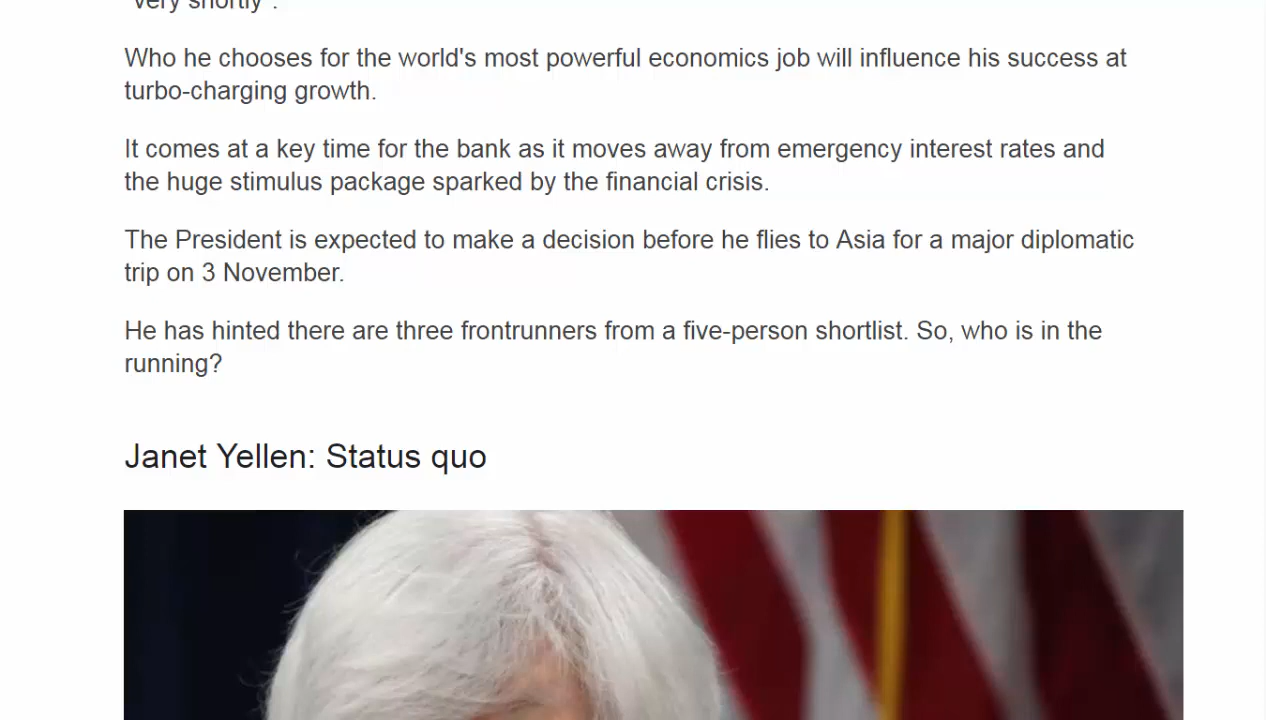 "very shortly".
Who he chooses for the world's most powerful economics job will influence his success at
turbo-charging growth.
It comes at a key time for the bank as it moves away from emergency interest rates and
the huge stimulus package sparked by the financial crisis.
The President is expected to make a decision before he flies to Asia for a major diplomatic
trip on 3 November.
He has hinted there are three frontrunners from a five-person shortlist. So, who is in the
running?
Janet Yellen: Status quo